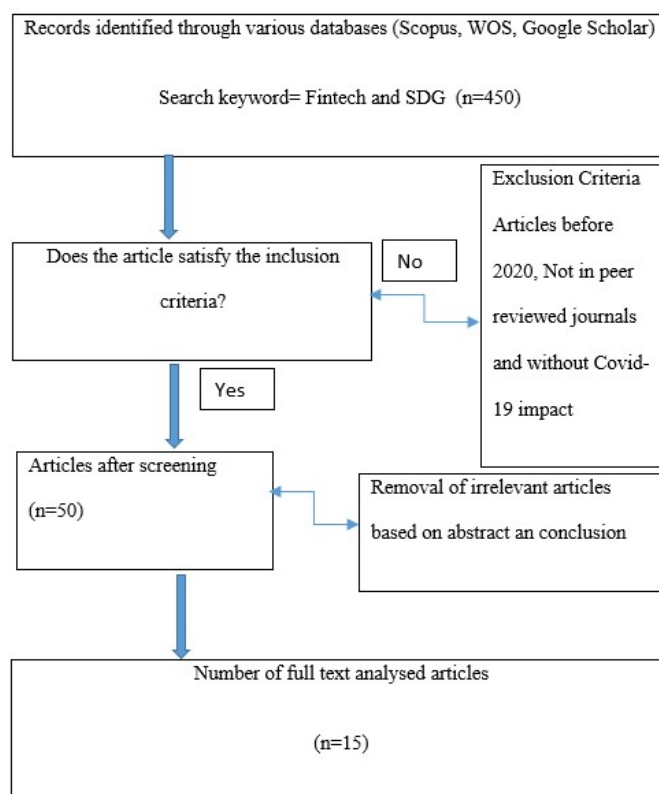 Records identified through various databases (Scopus, WOS, Google Scholar)
Search keyword= Fintech and SDG (n=450)
Exclusion Criteria
Articles before
2020, Not in peer
reviewed journals
and without Covid-
19 impact
Does the article satisfy the inclusion
criteria?
No
Yes
Articles after screening
(n=50)
Removal of irrelevant articles
based on abstract an conclusion
Number of full text analysed articles
(n=15)